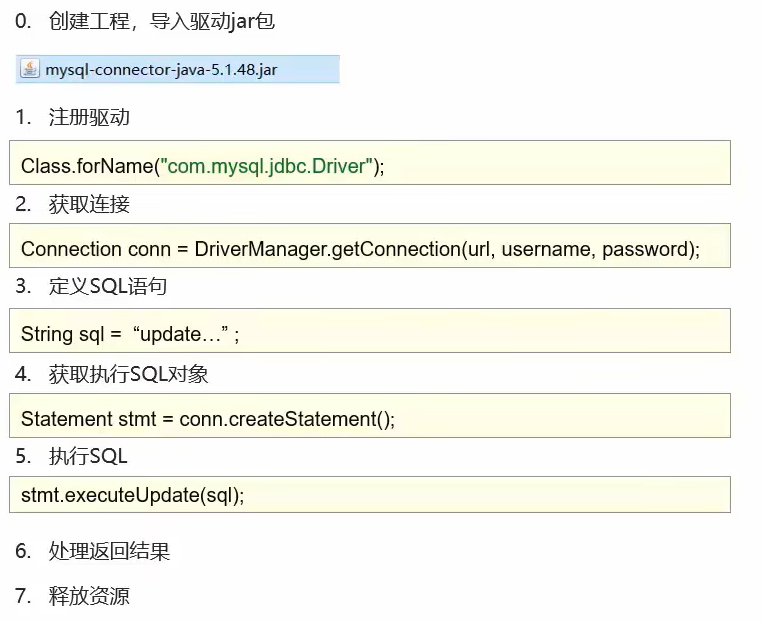 0. 创建工程，导入驱动jar包
mysql-connector-java-5.1.48.jar
1. 注册驱动
Class.forName("com.mysql.jdbc.Driver");
2. 获取连接
Connection conn = DriverManager.getConnection(url, username, password);
3. 定义SQL语句
String sql = “update…” ;
4. 获取执行SQL对象
Statement stmt = conn.createStatement();
5. 执行SQL
stmt.executeUpdate(sql);
6. 处理返回结果
7. 释放资源